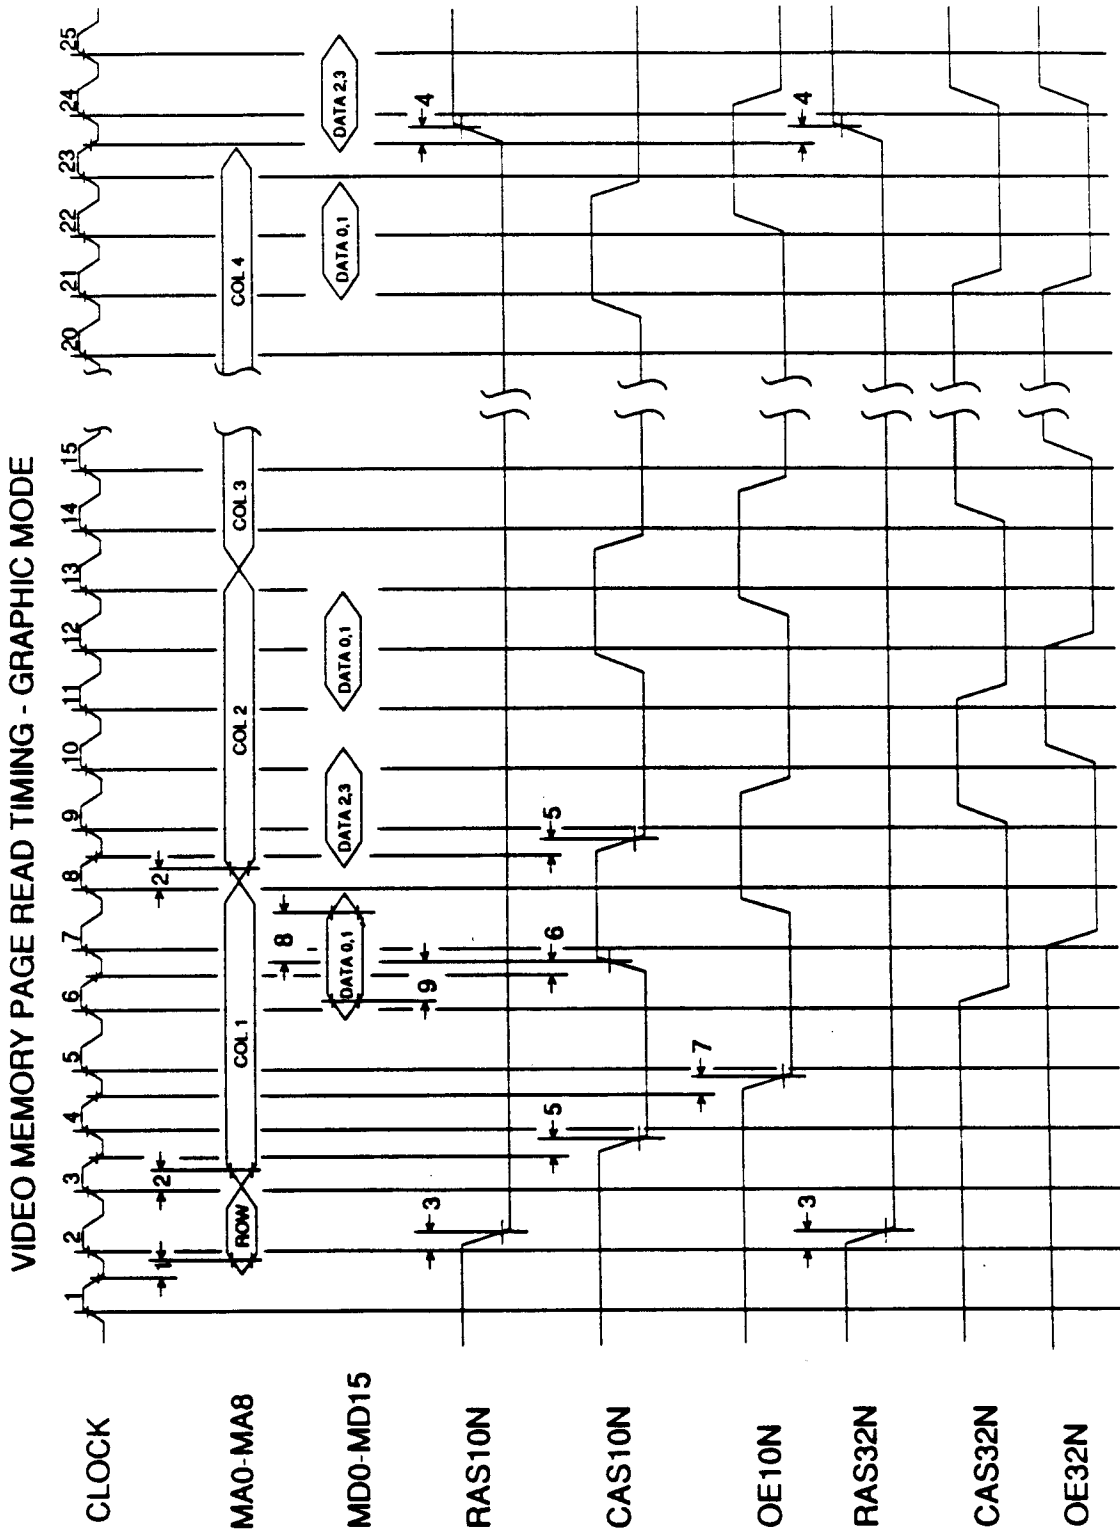 VIDEO MEMORY PAGE READ TIMING - GRAPHIC MODE
CLOCK 1 2 3 4 5 6 7 8 9 10 11 12 13 14 15 20 21 22 23 24 25
1 2 2
MA0-MA8 ROW COL 1 COL 2 COL 3 COL 4
8
MD0-MD15 DATA 0,1 DATA 2,3 DATA 0,1 DATA 0,1 DATA 2,3
3 9 4
RAS10N
5 6 5
CAS10N
7
OE10N
3 4
RAS32N
CAS32N
OE32N